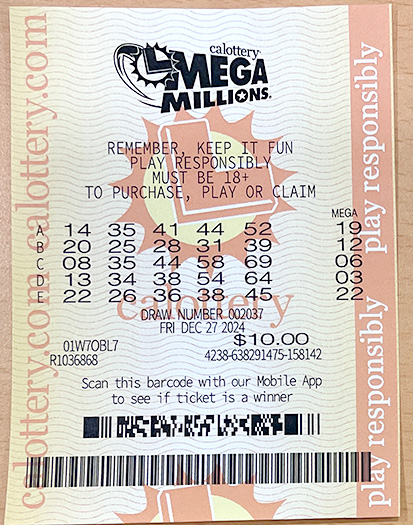 calottery
MEGA
MILLIONS
REMEMBER, KEEP IT FUN
PLAY RESPONSIBLY
MUST BE 18+
TO PURCHASE, PLAY OR CLAIM
MEGA
A 14 35 41 44 52 19
B 20 25 28 31 39 12
C 08 35 44 58 69 06
D 13 34 38 54 64 03
E 22 26 36 38 45 22
calottery
DRAW NUMBER 002037
FRI DEC 27 2024
01W7OBL7 $10.00
R1036868 4238-638291475-158142
Scan this barcode with our Mobile App
to see if ticket is a winner
calottery.com calottery.com
play responsibly play responsibly